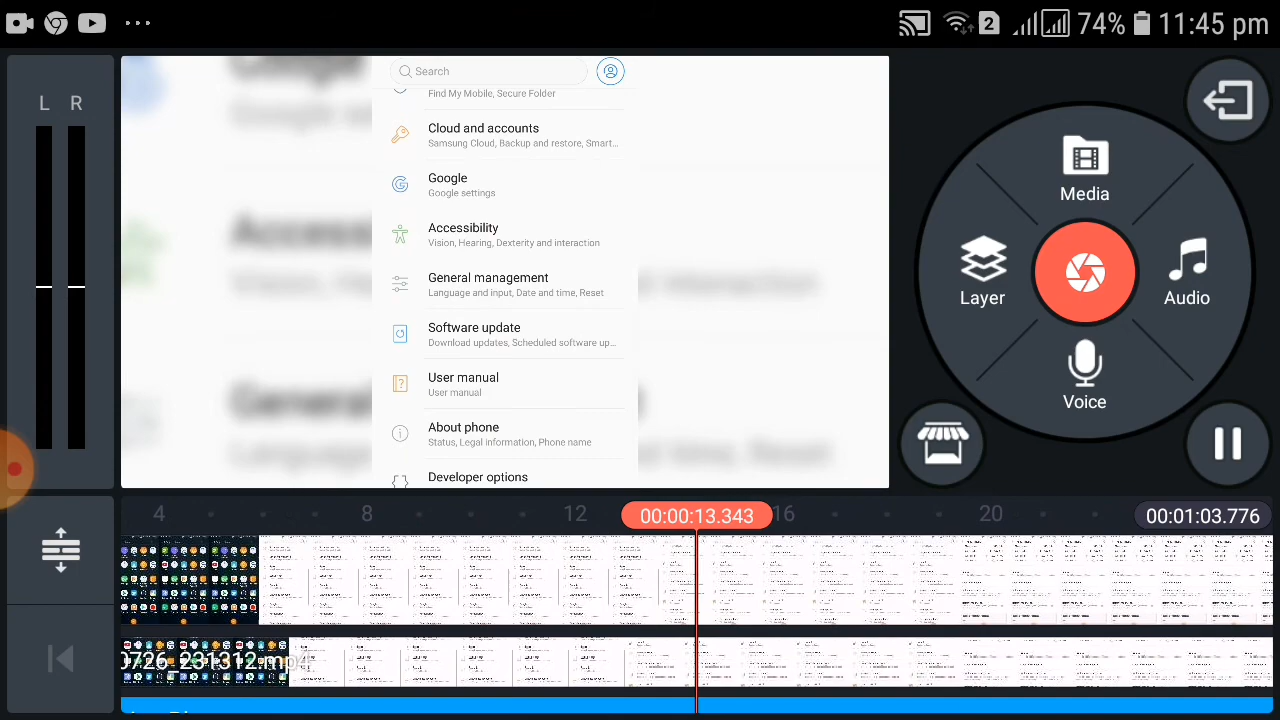 2 74% 11:45 pm
L R
Search
Find My Mobile, Secure Folder
Cloud and accounts
Samsung Cloud, Backup and restore, Smart...
Google
Google settings
Accessibility
Vision, Hearing, Dexterity and interaction
General management
Language and input, Date and time, Reset
Software update
Download updates, Scheduled software up...
User manual
User manual
About phone
Status, Legal information, Phone name
Developer options
Media
Layer
Audio
Voice
4 8 12 00:00:13.343 16 20 00:01:03.776
0726_231312.mp4